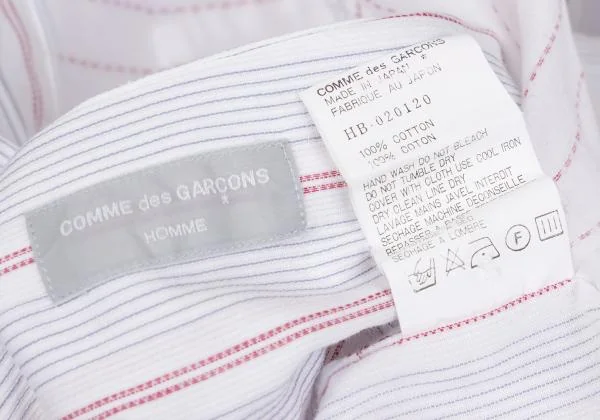 COMME des GARCONS
*
HOMME
COMME des GARCONS
*
MADE IN JAPAN
FABRIQUE AU JAPON
HB-020120
100% COTTON
100% COTON
HAND WASH DO NOT BLEACH
DO NOT TUMBLE DRY
COVER WITH CLOTH USE COOL IRON
DRY CLEAN LINE DRY
LAVAGE MAINS JAVEL INTERDIT
SECHAGE MACHINE DECONSEILLE
REPASSER A SEC
SECHAGE A L'OMBRE
F